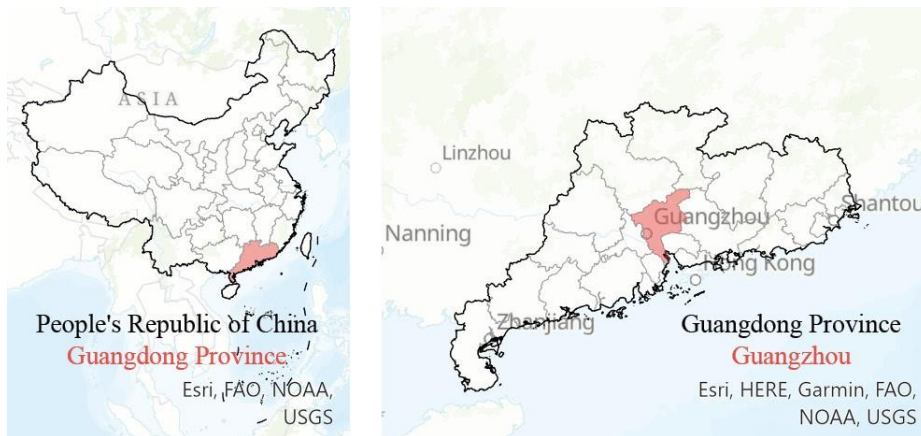 ASIA
People's Republic of China
Guangdong Province
Esri, FAO, NOAA,
USGS
Linzhou
Guangzhou
Shantou
Nanning
Hong Kong
Zhanjiang
Guangdong Province
Guangzhou
Esri, HERE, Garmin, FAO,
NOAA, USGS